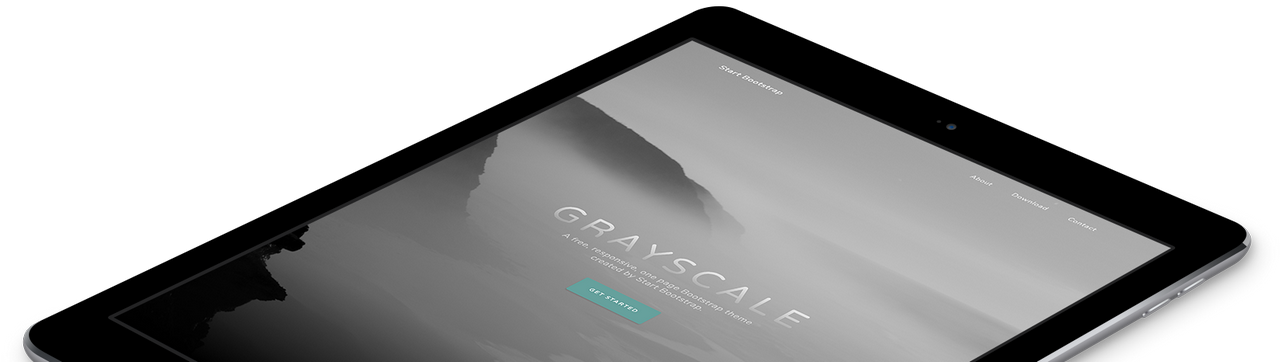 Start Bootstrap
About
Download
Contact
GRAYSCALE
A free, responsive, one page Bootstrap theme
created by Start Bootstrap.
GET STARTED